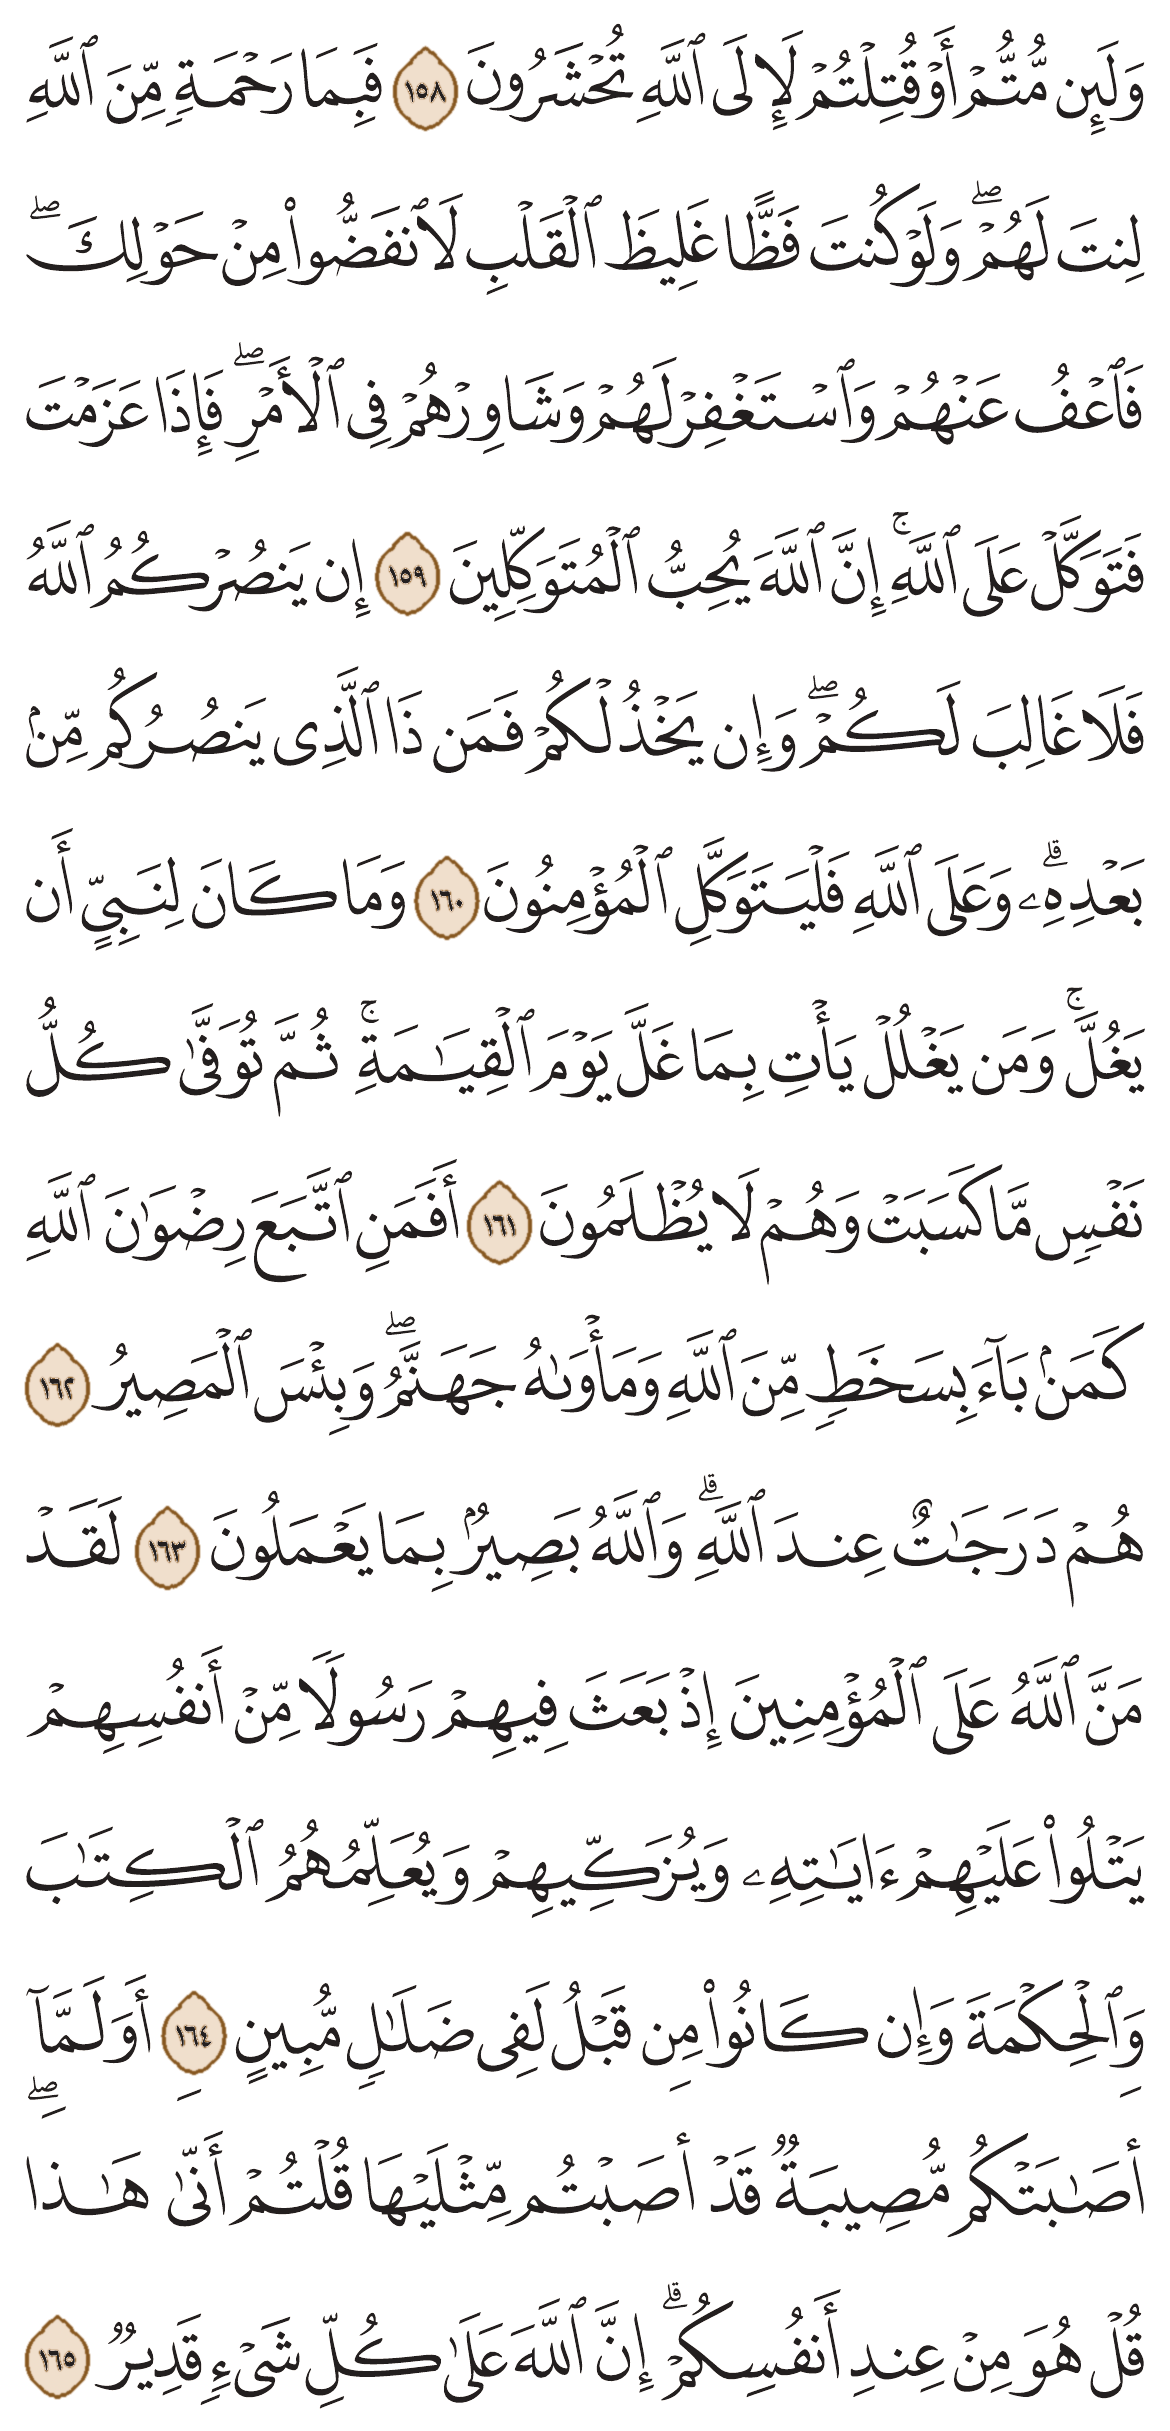 وَلَئِن مُّتُّمْ أَوْ قُتِلْتُمْ لَإِلَى ٱللَّهِ تُحْشَرُونَ ١٥٨ فَبِمَا رَحْمَةٍ مِّنَ ٱللَّهِ
لِنتَ لَهُمْ ۖ وَلَوْ كُنتَ فَظًّا غَلِيظَ ٱلْقَلْبِ لَٱنفَضُّوا۟ مِنْ حَوْلِكَ ۖ
فَٱعْفُ عَنْهُمْ وَٱسْتَغْفِرْ لَهُمْ وَشَاوِرْهُمْ فِى ٱلْأَمْرِ ۖ فَإِذَا عَزَمْتَ
فَتَوَكَّلْ عَلَى ٱللَّهِ ۚ إِنَّ ٱللَّهَ يُحِبُّ ٱلْمُتَوَكِّلِينَ ١٥٩ إِن يَنصُرْكُمُ ٱللَّهُ
فَلَا غَالِبَ لَكُمْ ۖ وَإِن يَخْذُلْكُمْ فَمَن ذَا ٱلَّذِى يَنصُرُكُم مِّنۢ
بَعْدِهِۦ ۗ وَعَلَى ٱللَّهِ فَلْيَتَوَكَّلِ ٱلْمُؤْمِنُونَ ١٦٠ وَمَا كَانَ لِنَبِىٍّ أَن
يَغُلَّ ۚ وَمَن يَغْلُلْ يَأْتِ بِمَا غَلَّ يَوْمَ ٱلْقِيَـٰمَةِ ۚ ثُمَّ تُوَفَّىٰ كُلُّ
نَفْسٍ مَّا كَسَبَتْ وَهُمْ لَا يُظْلَمُونَ ١٦١ أَفَمَنِ ٱتَّبَعَ رِضْوَٰنَ ٱللَّهِ
كَمَنۢ بَآءَ بِسَخَطٍ مِّنَ ٱللَّهِ وَمَأْوَىٰهُ جَهَنَّمُ ۖ وَبِئْسَ ٱلْمَصِيرُ ١٦٢
هُمْ دَرَجَـٰتٌ عِندَ ٱللَّهِ ۗ وَٱللَّهُ بَصِيرٌۢ بِمَا يَعْمَلُونَ ١٦٣ لَقَدْ
مَنَّ ٱللَّهُ عَلَى ٱلْمُؤْمِنِينَ إِذْ بَعَثَ فِيهِمْ رَسُولًا مِّنْ أَنفُسِهِمْ
يَتْلُوا۟ عَلَيْهِمْ ءَايَـٰتِهِۦ وَيُزَكِّيهِمْ وَيُعَلِّمُهُمُ ٱلْكِتَـٰبَ
وَٱلْحِكْمَةَ وَإِن كَانُوا۟ مِن قَبْلُ لَفِى ضَلَـٰلٍ مُّبِينٍ ١٦٤ أَوَلَمَّآ
أَصَـٰبَتْكُم مُّصِيبَةٌ قَدْ أَصَبْتُم مِّثْلَيْهَا قُلْتُمْ أَنَّىٰ هَـٰذَا ۖ
قُلْ هُوَ مِنْ عِندِ أَنفُسِكُمْ ۗ إِنَّ ٱللَّهَ عَلَىٰ كُلِّ شَىْءٍ قَدِيرٌ ١٦٥